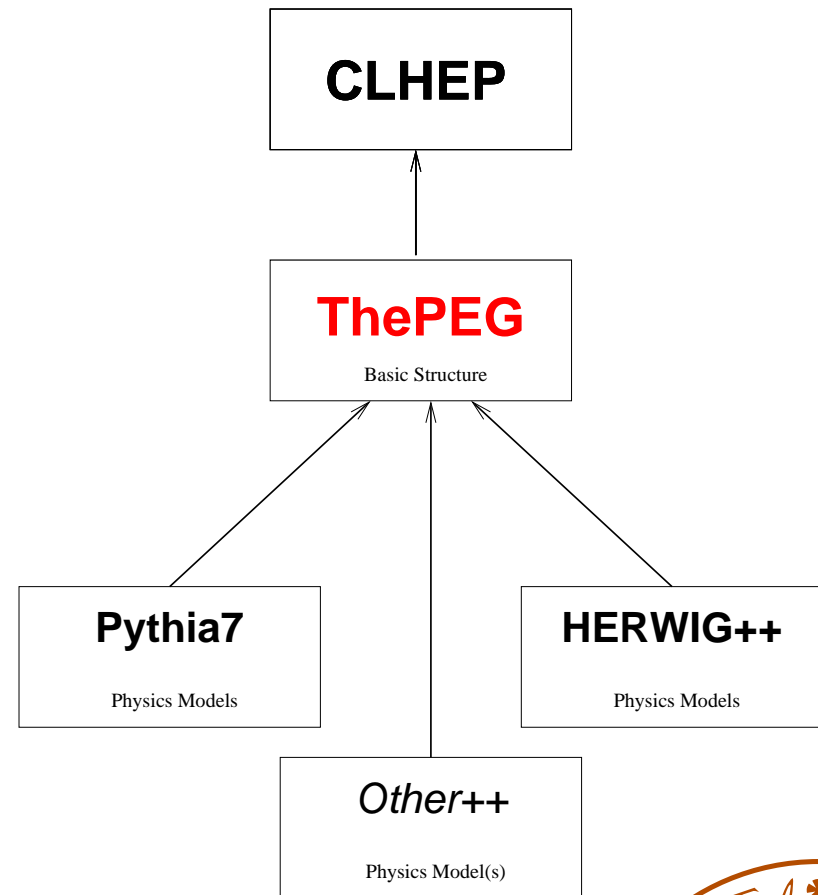 CLHEP
ThePEG
Basic Structure
Pythia7
Physics Models
HERWIG++
Physics Models
Other++
Physics Model(s)